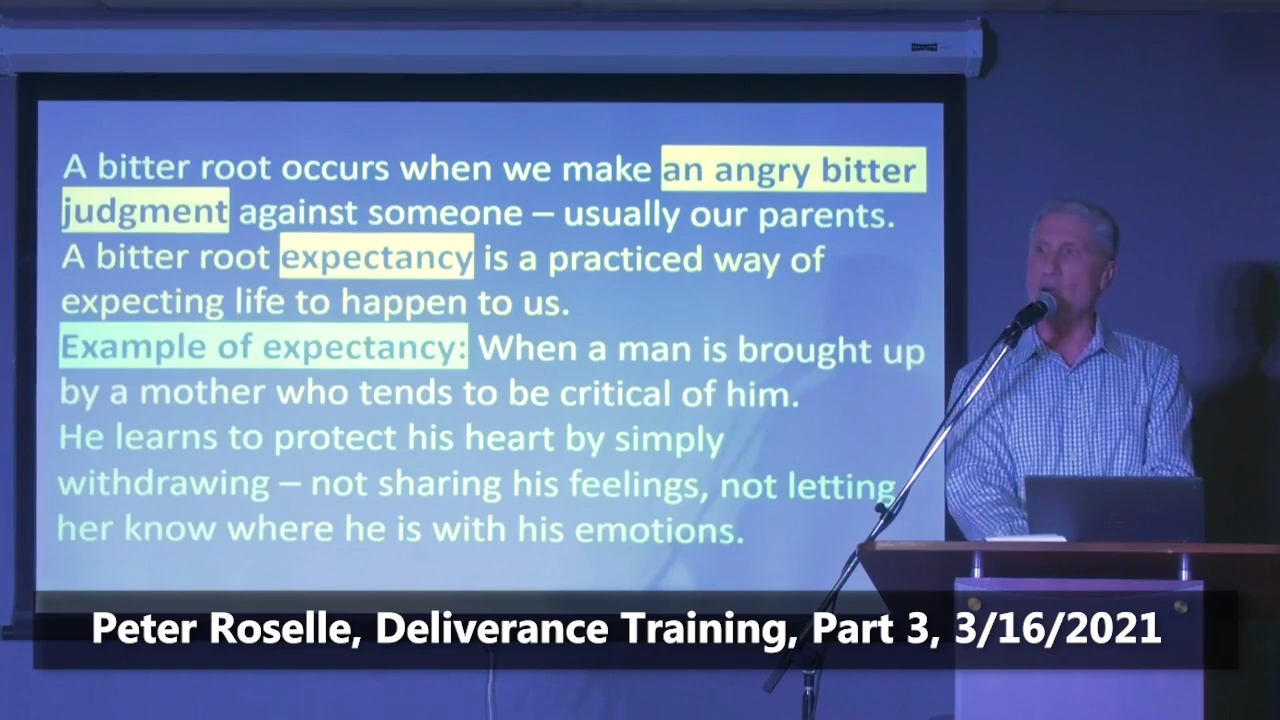 A bitter root occurs when we make an angry bitter
judgment against someone – usually our parents.
A bitter root expectancy is a practiced way of
expecting life to happen to us.
Example of expectancy: When a man is brought up
by a mother who tends to be critical of him.
He learns to protect his heart by simply
withdrawing – not sharing his feelings, not letting
her know where he is with his emotions.
Peter Roselle, Deliverance Training, Part 3, 3/16/2021